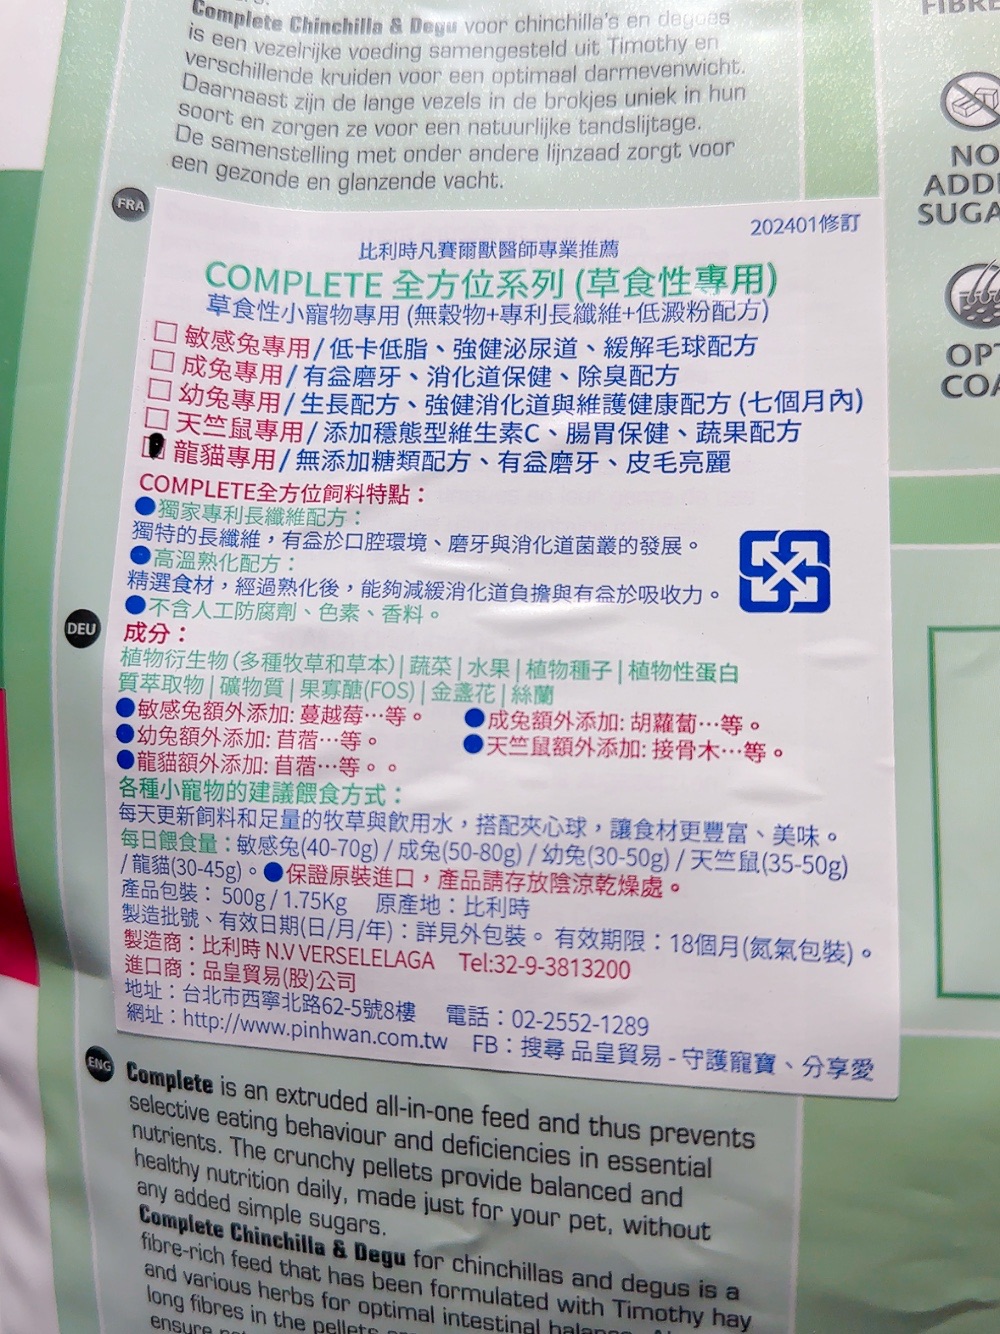 Complete Chinchilla & Degu voor chinchilla's en degoes
is een vezelrijke voeding samengesteld uit Timothy en
verschillende kruiden voor een optimaal darmevenwicht.
Daarnaast zijn de lange vezels in de brokjes uniek in hun
soort en zorgen ze voor een natuurlijke tandslijtage.
De samenstelling met onder andere lijnzaad zorgt voor
een gezonde en glanzende vacht.
FIBRE
NO
ADD
SUGA
OPT
COA
FRA
202401修訂
比利時凡賽爾獸醫師專業推薦
COMPLETE 全方位系列 (草食性專用)
草食性小寵物專用 (無穀物+專利長纖維+低澱粉配方)
敏感兔專用/低卡低脂、強健泌尿道、緩解毛球配方
成兔專用/有益磨牙、消化道保健、除臭配方
幼兔專用/生長配方、強健消化道與維護健康配方 (七個月內)
天竺鼠專用/添加穩態型維生素C、腸胃保健、蔬果配方
龍貓專用/無添加糖類配方、有益磨牙、皮毛亮麗
COMPLETE全方位飼料特點：
●獨家專利長纖維配方：
獨特的長纖維，有益於口腔環境、磨牙與消化道菌叢的發展。
●高溫熟化配方：
精選食材，經過熟化後，能夠減緩消化道負擔與有益於吸收力。
●不含人工防腐劑、色素、香料。
DEU
成分：
植物衍生物(多種牧草和草本)|蔬菜|水果|植物種子|植物性蛋白
質萃取物|礦物質|果寡醣(FOS)|金盞花|絲蘭
●敏感兔額外添加: 蔓越莓…等。 ●成兔額外添加: 胡蘿蔔…等。
●幼兔額外添加: 苜蓿…等。 ●天竺鼠額外添加: 接骨木…等。
●龍貓額外添加: 苜蓿…等。。
各種小寵物的建議餵食方式：
每天更新飼料和足量的牧草與飲用水，搭配夾心球，讓食材更豐富、美味。
每日餵食量：敏感兔(40-70g)/成兔(50-80g)/幼兔(30-50g)/天竺鼠(35-50g)
/龍貓(30-45g)。●保證原裝進口，產品請存放陰涼乾燥處。
產品包裝： 500g/1.75Kg 原產地：比利時
製造批號、有效日期(日/月/年)：詳見外包裝。有效期限：18個月(氮氣包裝)。
製造商：比利時 N.V VERSELELAGA Tel:32-9-3813200
進口商：品皇貿易(股)公司
地址：台北市西寧北路62-5號8樓 電話：02-2552-1289
網址：http://www.pinhwan.com.tw FB：搜尋 品皇貿易 - 守護寵寶、分享愛
ENG
Complete is an extruded all-in-one feed and thus prevents
selective eating behaviour and deficiencies in essential
nutrients. The crunchy pellets provide balanced and
healthy nutrition daily, made just for your pet, without
any added simple sugars.
Complete Chinchilla & Degu for chinchillas and degus is a
fibre-rich feed that has been formulated with Timothy hay
and various herbs for optimal intestinal balance.
long fibres in the pellets
ensure